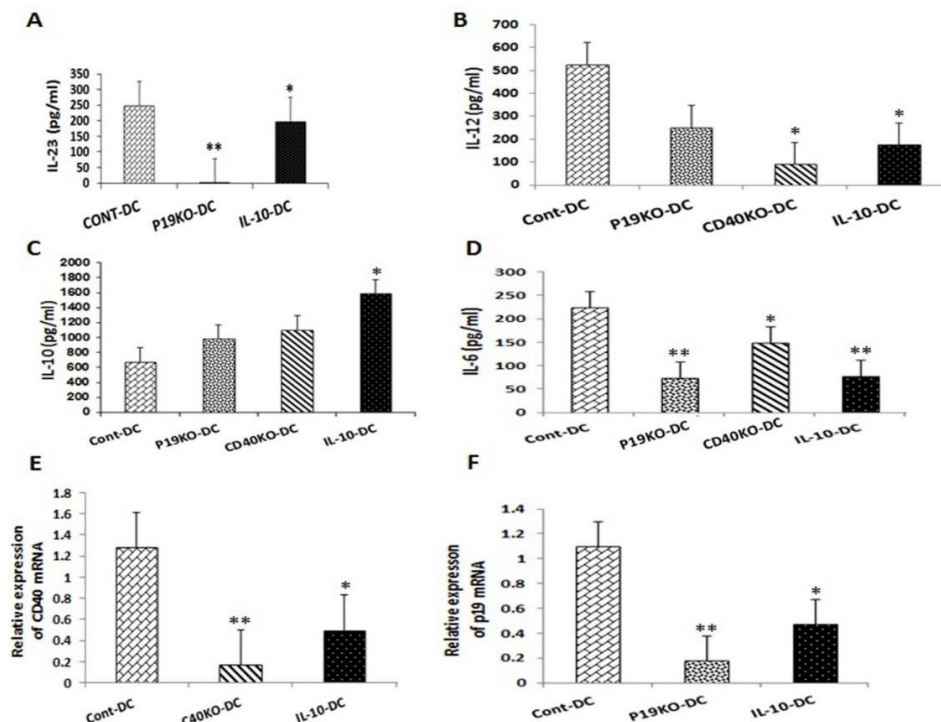 A
IL-23 (pg/ml)
300
250
200
150
100
50
0
**
*
CONT-DC
P19KO-DC
IL-10-DC
B
IL-12 (pg/ml)
700
600
500
400
300
200
100
0
*
*
Cont-DC
P19KO-DC
CD40KO-DC
IL-10-DC
C
IL-10 (pg/ml)
2000
1800
1600
1400
1200
1000
800
600
400
200
0
*
Cont-DC
P19KO-DC
CD40KO-DC
IL-10-DC
D
IL-6 (pg/ml)
300
250
200
150
100
50
0
**
*
**
Cont-DC
P19KO-DC
CD40KO-DC
IL-10-DC
E
Relative expression
of CD40 mRNA
1.8
1.6
1.4
1.2
1
0.8
0.6
0.4
0.2
0
**
*
Cont-DC
C40KO-DC
IL-10-DC
F
Relative expression
of p19 mRNA
1.4
1.2
1
0.8
0.6
0.4
0.2
0
**
*
Cont-DC
P19KO-DC
IL-10-DC